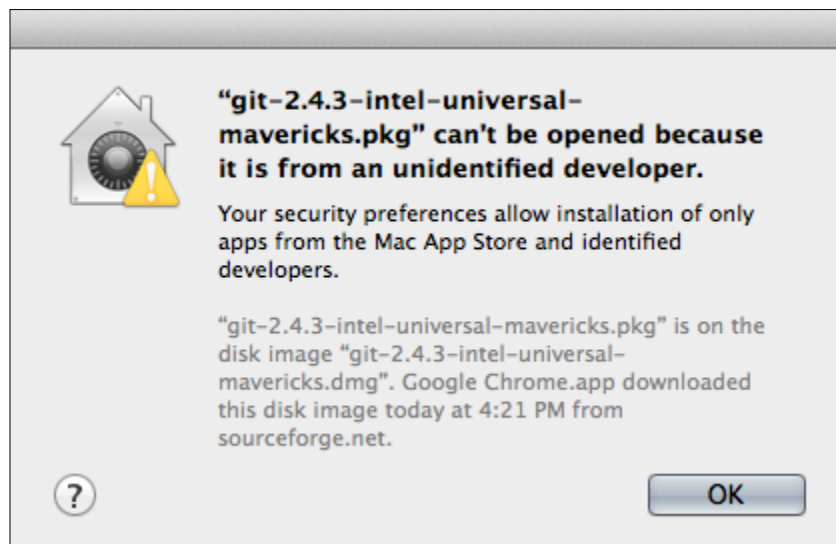 “git-2.4.3-intel-universal-
mavericks.pkg” can't be opened because
it is from an unidentified developer.
Your security preferences allow installation of only
apps from the Mac App Store and identified
developers.
“git-2.4.3-intel-universal-mavericks.pkg” is on the
disk image “git-2.4.3-intel-universal-
mavericks.dmg”. Google Chrome.app downloaded
this disk image today at 4:21 PM from
sourceforge.net.
?
OK